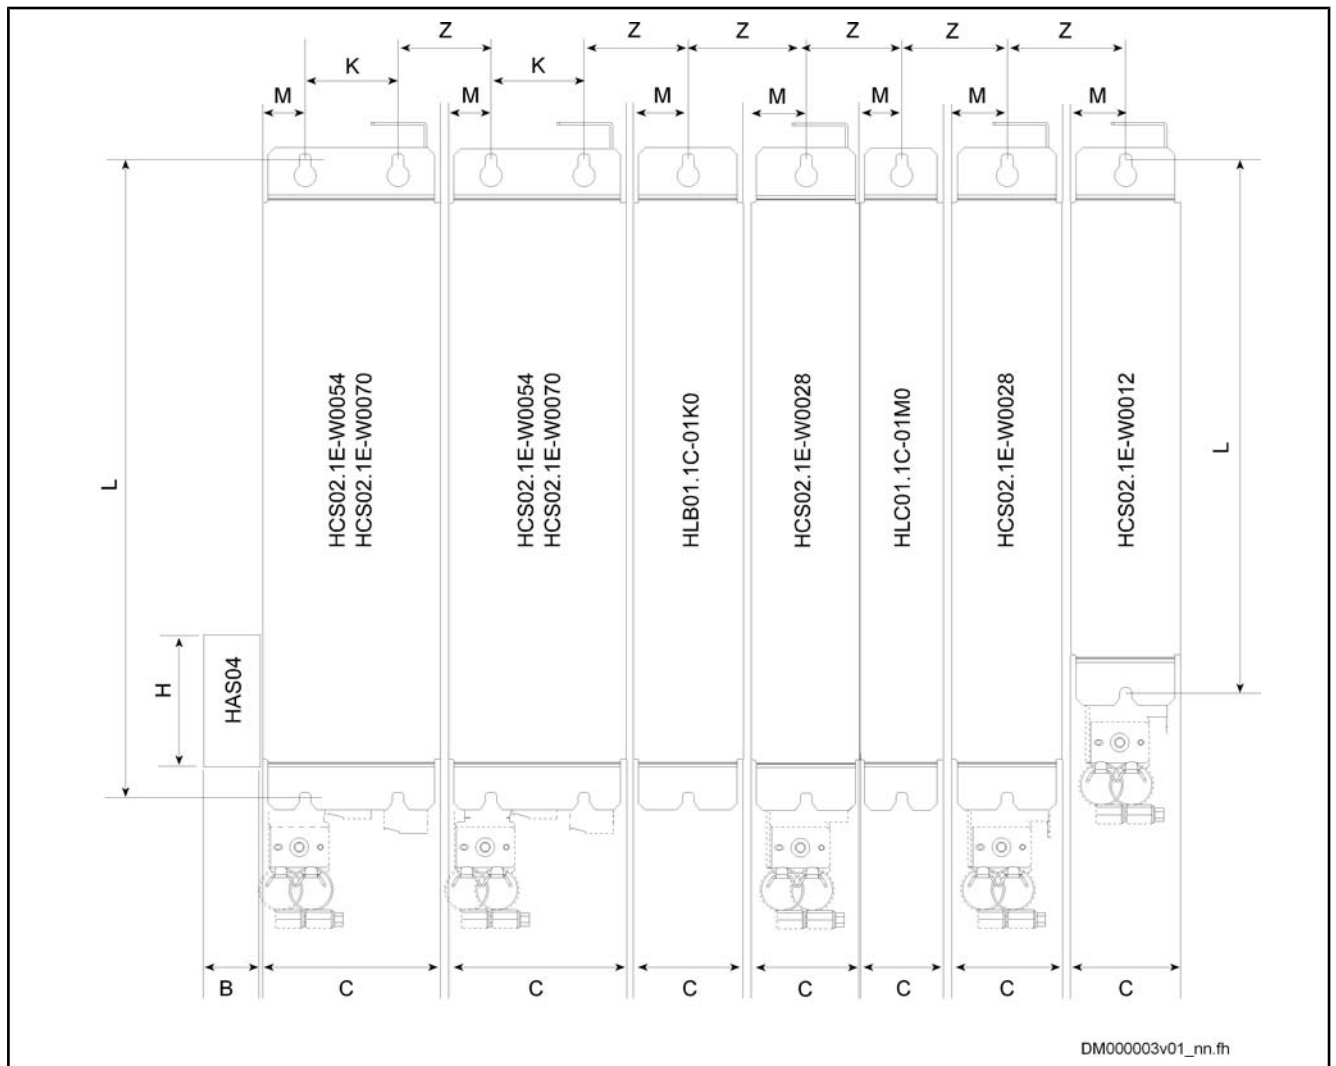 Z Z Z Z Z Z
K K
M M M M M M M
HCS02.1E-W0054
HCS02.1E-W0070
HCS02.1E-W0054
HCS02.1E-W0070
HLB01.1C-01K0
HCS02.1E-W0028
HLC01.1C-01M0
HCS02.1E-W0028
HCS02.1E-W0012
L
L
H
HAS04
B C C C C C C C
DM000003v01_nn.fh